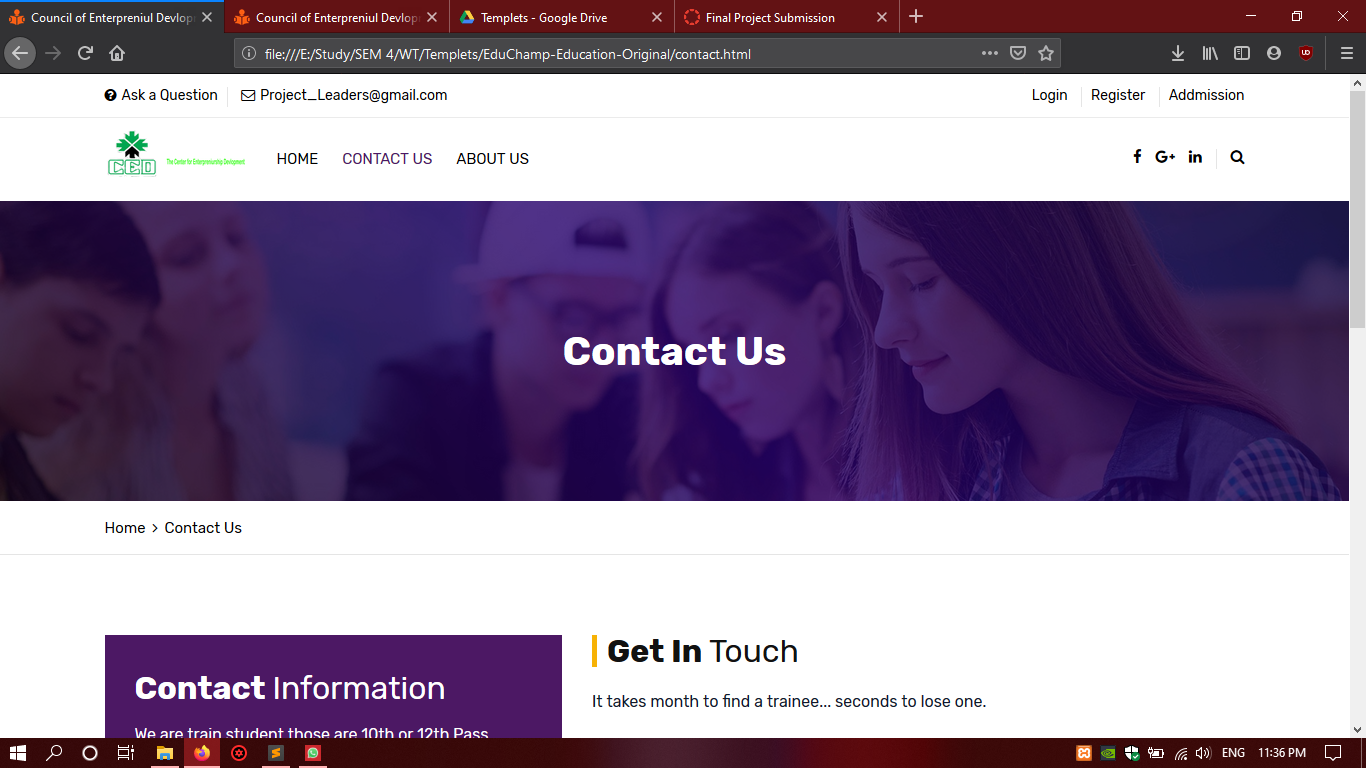 Council of Enterpreniul Devlop
Council of Enterpreniul Devlop
Templets - Google Drive
Final Project Submission
file:///E:/Study/SEM 4/WT/Templets/EduChamp-Education-Original/contact.html
Ask a Question
Project_Leaders@gmail.com
Login
Register
Addmission
CED
The Center for Enterpreniurship Devlopment
HOME
CONTACT US
ABOUT US
Contact Us
Home > Contact Us
Contact Information
We are train student those are 10th or 12th Pass
Get In Touch
It takes month to find a trainee... seconds to lose one.
ENG
11:36 PM